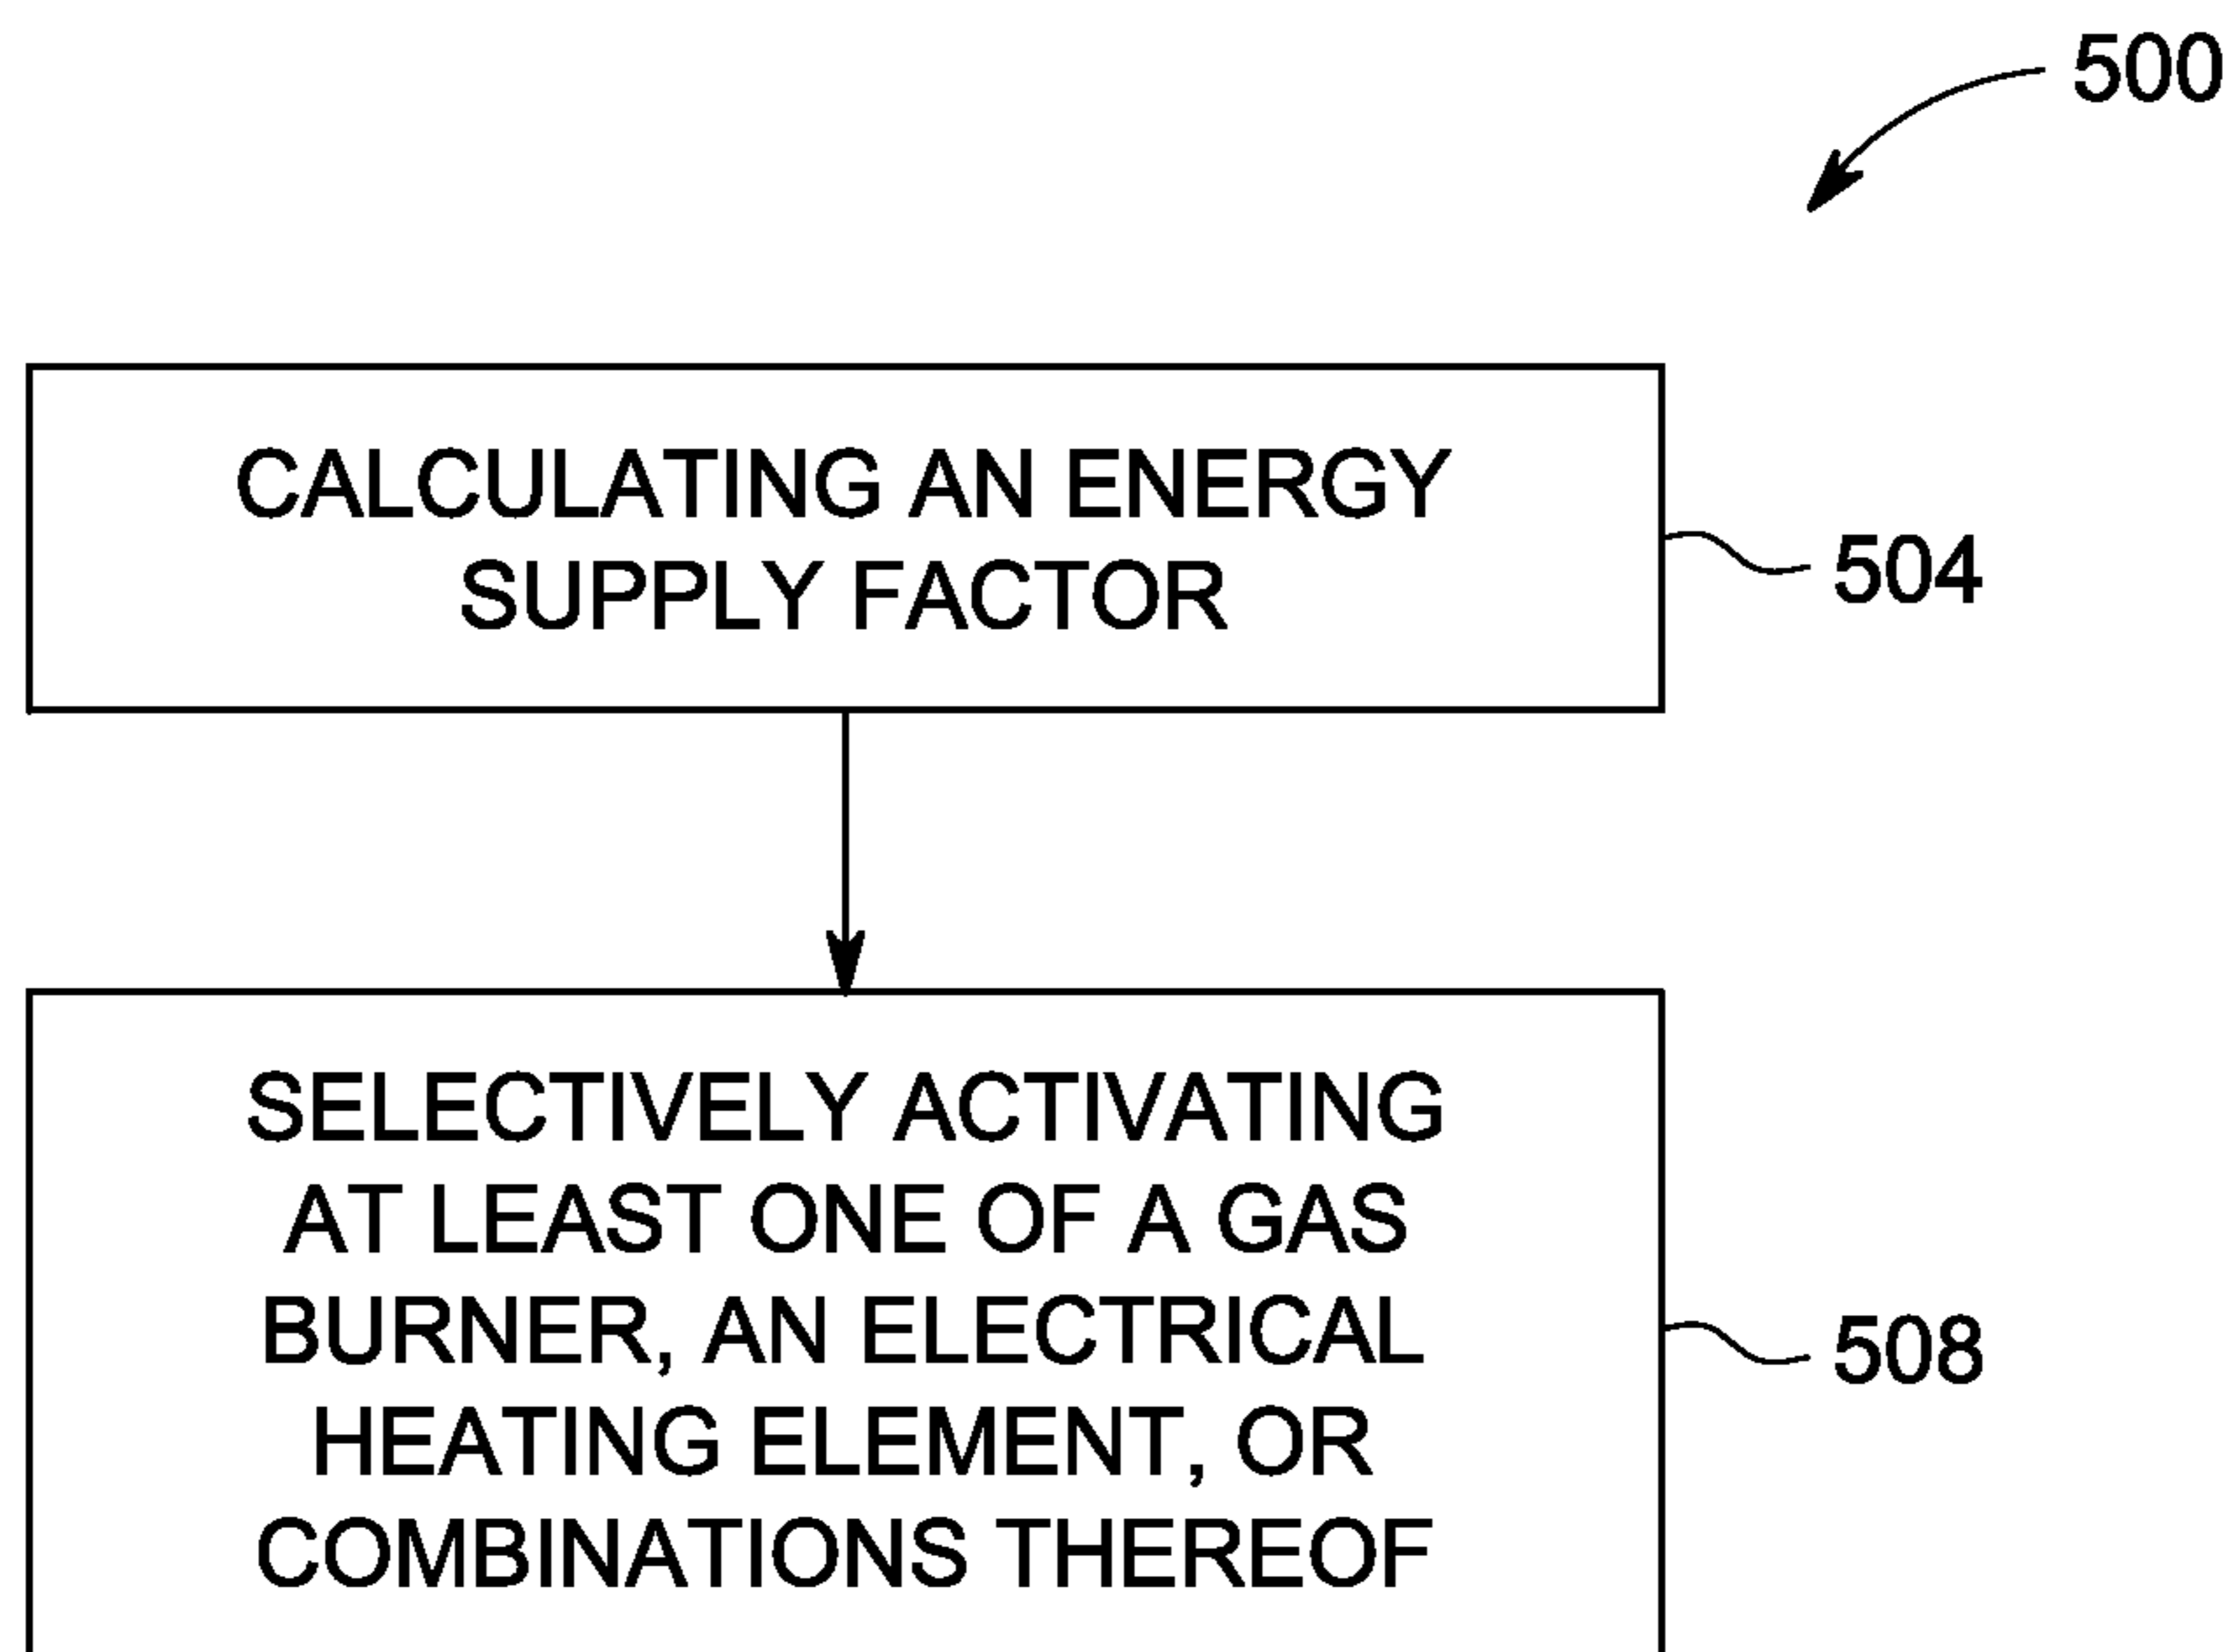 500
CALCULATING AN ENERGY
SUPPLY FACTOR
504
SELECTIVELY ACTIVATING
AT LEAST ONE OF A GAS
BURNER, AN ELECTRICAL
HEATING ELEMENT, OR
COMBINATIONS THEREOF
508